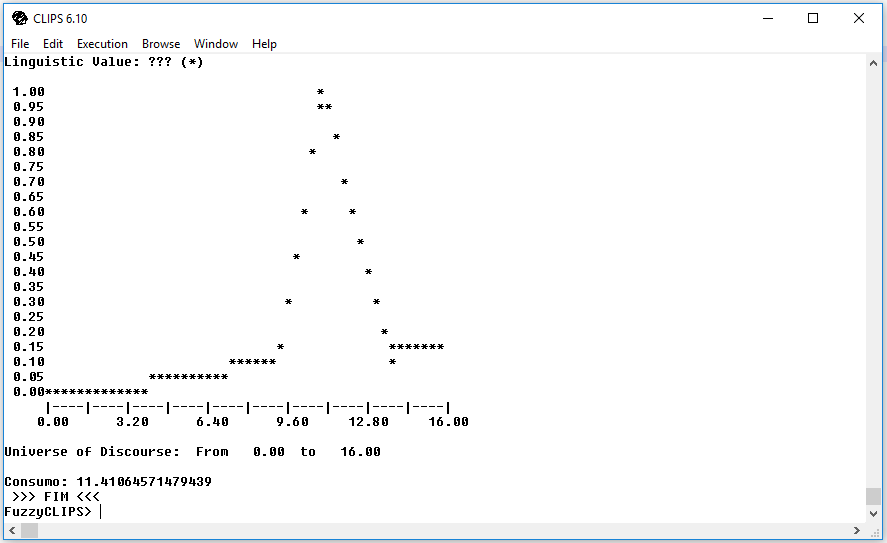 CLIPS 6.10
File Edit Execution Browse Window Help
Linguistic Value: ??? (*)
 1.00                                  *
 0.95                                  **
 0.90
 0.85                                    *
 0.80                                 *
 0.75
 0.70                                     *
 0.65
 0.60                                *     *
 0.55
 0.50                                       *
 0.45                               *
 0.40                                        *
 0.35
 0.30                              *          *
 0.25
 0.20                                          *
 0.15                             *             *******
 0.10                       ******              *
 0.05             **********
 0.00*************
     |----|----|----|----|----|----|----|----|----|----|
    0.00      3.20      6.40      9.60      12.80     16.00
Universe of Discourse:  From   0.00  to   16.00
Consumo: 11.41064571479439
 >>> FIM <<<
FuzzyCLIPS>